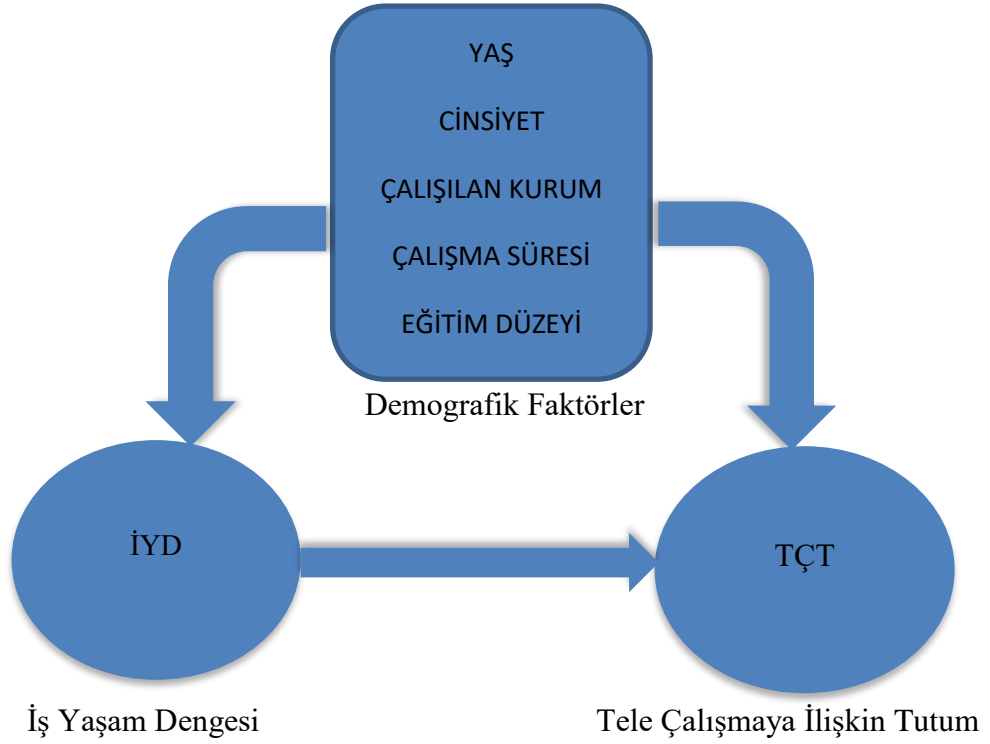 YAŞ
CİNSİYET
ÇALIŞILAN KURUM
ÇALIŞMA SÜRESİ
EĞİTİM DÜZEYİ
Demografik Faktörler
İYD
TÇT
İş Yaşam Dengesi
Tele Çalışmaya İlişkin Tutum